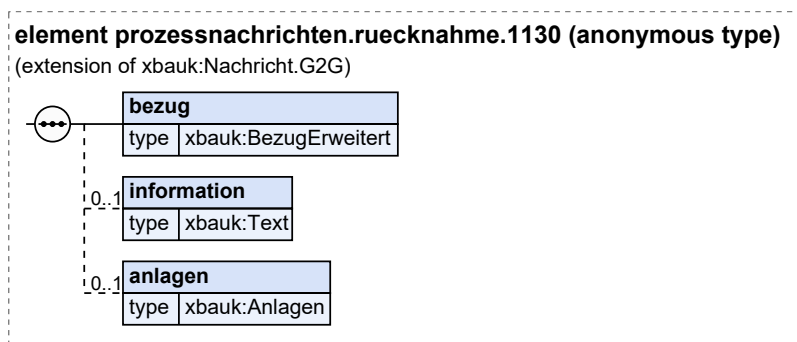 element prozessnachrichten.ruecknahme.1130 (anonymous type)
(extension of xbauk:Nachricht.G2G)
bezug
type xbauk:BezugErweitert
0..1 information
type xbauk:Text
0..1 anlagen
type xbauk:Anlagen